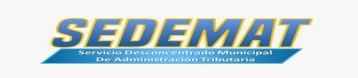 SEDEMAT
Servicio Desconcentrado Municipal
De Administración Tributaria